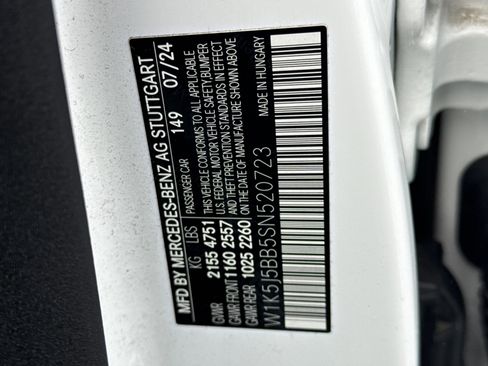 MFD BY MERCEDES-BENZ AG STUTTGART
PASSENGER CAR 149 07/24
KG LBS THIS VEHICLE CONFORMS TO ALL APPLICABLE
GVWR 2155 4751 U.S. FEDERAL MOTOR VEHICLE SAFETY,BUMPER,
GAWR FRONT 1160 2557 AND THEFT PREVENTION STANDARDS IN EFFECT
GAWR REAR 1025 2260 ON THE DATE OF MANUFACTURE SHOWN ABOVE
W1K5J5BB5SN520723 MADE IN HUNGARY